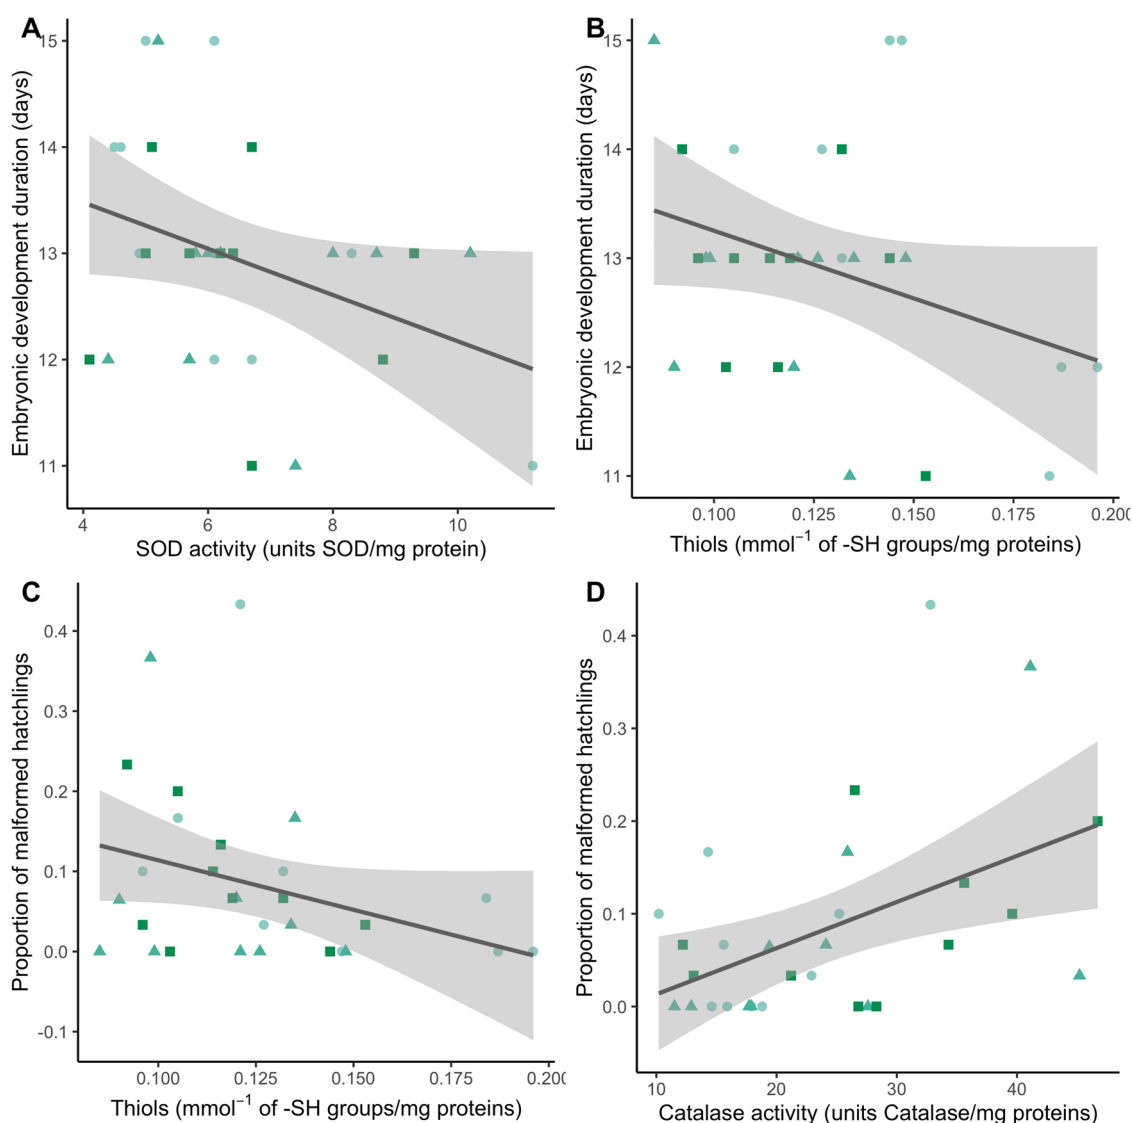 A
Embryonic development duration (days)
15
14
13
12
11
4 6 8 10
SOD activity (units SOD/mg protein)
B
Embryonic development duration (days)
15
14
13
12
11
0.100 0.125 0.150 0.175 0.200
Thiols (mmol⁻¹ of -SH groups/mg proteins)
C
Proportion of malformed hatchlings
0.4
0.3
0.2
0.1
0.0
-0.1
0.100 0.125 0.150 0.175 0.200
Thiols (mmol⁻¹ of -SH groups/mg proteins)
D
Proportion of malformed hatchlings
0.4
0.3
0.2
0.1
0.0
10 20 30 40
Catalase activity (units Catalase/mg proteins)